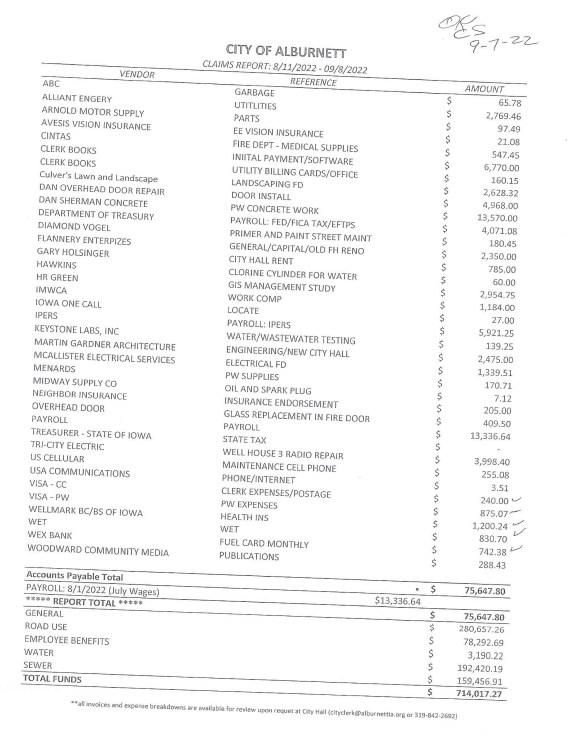 OK
CS
9-7-22
CITY OF ALBURNETT
CLAIMS REPORT: 8/11/2022 - 09/8/2022
VENDOR REFERENCE AMOUNT
ABC GARBAGE $ 65.78
ALLIANT ENGERY UTITLITIES $ 2,769.46
ARNOLD MOTOR SUPPLY PARTS $ 97.49
AVESIS VISION INSURANCE EE VISION INSURANCE $ 21.08
CINTAS FIRE DEPT - MEDICAL SUPPLIES $ 547.45
CLERK BOOKS INIITAL PAYMENT/SOFTWARE $ 6,770.00
CLERK BOOKS UTILITY BILLING CARDS/OFFICE $ 160.15
Culver's Lawn and Landscape LANDSCAPING FD $ 2,628.32
DAN OVERHEAD DOOR REPAIR DOOR INSTALL $ 4,968.00
DAN SHERMAN CONCRETE PW CONCRETE WORK $ 13,570.00
DEPARTMENT OF TREASURY PAYROLL: FED/FICA TAX/EFTPS $ 4,071.08
DIAMOND VOGEL PRIMER AND PAINT STREET MAINT $ 180.45
FLANNERY ENTERPIZES GENERAL/CAPITAL/OLD FH RENO $ 2,350.00
GARY HOLSINGER CITY HALL RENT $ 785.00
HAWKINS CLORINE CYLINDER FOR WATER $ 60.00
HR GREEN GIS MANAGEMENT STUDY $ 2,954.75
IMWCA WORK COMP $ 1,184.00
IOWA ONE CALL LOCATE $ 27.00
IPERS PAYROLL: IPERS $ 5,921.25
KEYSTONE LABS, INC WATER/WASTEWATER TESTING $ 139.25
MARTIN GARDNER ARCHITECTURE ENGINEERING/NEW CITY HALL $ 2,475.00
MCALLISTER ELECTRICAL SERVICES ELECTRICAL FD $ 1,339.51
MENARDS PW SUPPLIES $ 170.71
MIDWAY SUPPLY CO OIL AND SPARK PLUG $ 7.12
NEIGHBOR INSURANCE INSURANCE ENDORSEMENT $ 205.00
OVERHEAD DOOR GLASS REPLACEMENT IN FIRE DOOR $ 409.50
PAYROLL PAYROLL $ 13,336.64
TREASURER - STATE OF IOWA STATE TAX $ -
TRI-CITY ELECTRIC WELL HOUSE 3 RADIO REPAIR $ 3,998.40
US CELLULAR MAINTENANCE CELL PHONE $ 255.08
USA COMMUNICATIONS PHONE/INTERNET $ 3.51
VISA - CC CLERK EXPENSES/POSTAGE $ 240.00
VISA - PW PW EXPENSES $ 875.07
WELLMARK BC/BS OF IOWA HEALTH INS $ 1,200.24
WET WET $ 830.70
WEX BANK FUEL CARD MONTHLY $ 742.38
WOODWARD COMMUNITY MEDIA PUBLICATIONS $ 288.43
Accounts Payable Total * $ 75,647.80
PAYROLL: 8/1/2022 (July Wages) $13,336.64
***** REPORT TOTAL ***** $ 75,647.80
GENERAL $ 280,657.26
ROAD USE $ 78,292.69
EMPLOYEE BENEFITS $ 3,190.22
WATER $ 192,420.19
SEWER $ 159,456.91
TOTAL FUNDS $ 714,017.27
**all invoices and expense breakdowns are available for review upon requet at City Hall (cityclerk@alburnettia.org or 319-842-2692)